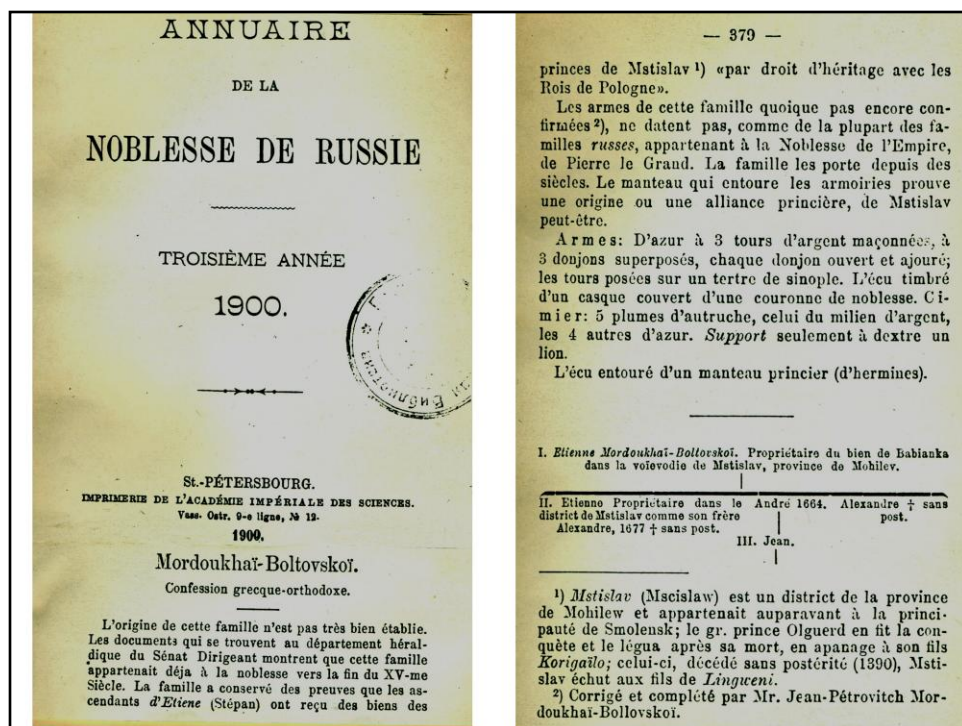 ANNUAIRE
DE LA
NOBLESSE DE RUSSIE
TROISIÈME ANNÉE
1900.
St.-PÉTERSBOURG.
IMPRIMERIE DE L'ACADÉMIE IMPÉRIALE DES SCIENCES.
Vass. Ostr. 9-e ligne, № 12.
1900.
Mordoukhaï-Boltovskoï.
Confession grecque-orthodoxe.
L'origine de cette famille n'est pas très bien établie.
Les documents qui se trouvent au département héral-
dique du Sénat Dirigeant montrent que cette famille
appartenait déja à la noblesse vers la fin du XV-me
Siècle. La famille a conservé des preuves que les as-
cendants d'Etiene (Stépan) ont reçu des biens des
— 379 —
princes de Mstislav ¹) «par droit d'héritage avec les
Rois de Pologne».
Les armes de cette famille quoique pas encore con-
firmées ²), ne datent pas, comme de la plupart des fa-
milles russes, appartenant à la Noblesse de l'Empire,
de Pierre le Grand. La famille les porte depuis des
siècles. Le manteau qui entoure les armoiries prouve
une origine ou une alliance princière, de Mstislav
peut-être.
Armes: D'azur à 3 tours d'argent maçonnées, à
3 donjons superposés, chaque donjon ouvert et ajouré;
les tours posées sur un tertre de sinople. L'écu timbré
d'un casque couvert d'une couronne de noblesse. Ci-
mier: 5 plumes d'autruche, celui du milien d'argent,
les 4 autres d'azur. Support seulement à dextre un
lion.
L'écu entouré d'un manteau princier (d'hermines).
I. Etienne Mordoukhaï-Boltovskoï. Propriétaire du bien de Babianka
dans la voïevodie de Mstislav, province de Mohilev.
II. Etienne Propriétaire dans le André 1664. Alexandre † sans
district de Mstislav comme son frère post.
Alexandre, 1677 † sans post.
III. Jean.
¹) Mstislav (Mscislaw) est un district de la province
de Mohilew et appartenait auparavant à la princi-
pauté de Smolensk; le gr. prince Olguerd en fit la con-
quète et le légua après sa mort, en apanage à son fils
Korigaïlo; celui-ci, décédé sans postérité (1390), Msti-
slav échut aux fils de Lingweni.
²) Corrigé et complété par Mr. Jean-Pétrovitch Mor-
doukhaï-Bollovskoï.